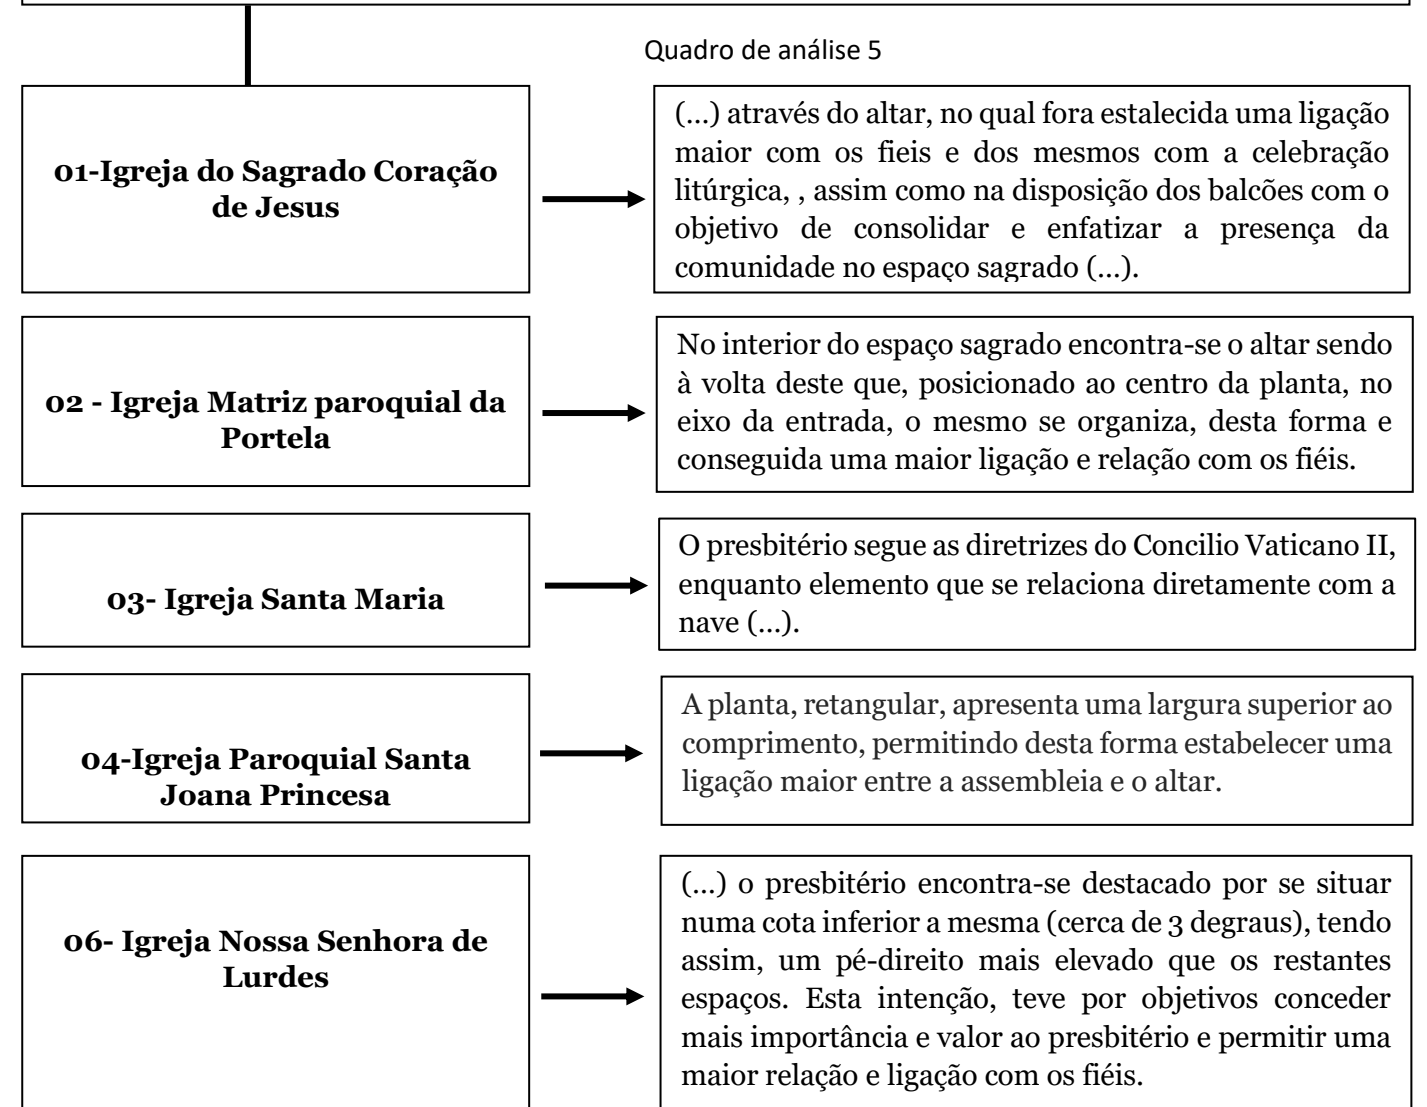 Quadro de análise 5
01-Igreja do Sagrado Coração
de Jesus
(...) através do altar, no qual fora estalecida uma ligação
maior com os fieis e dos mesmos com a celebração
litúrgica, , assim como na disposição dos balcões com o
objetivo de consolidar e enfatizar a presença da
comunidade no espaço sagrado (...).
02 - Igreja Matriz paroquial da
Portela
No interior do espaço sagrado encontra-se o altar sendo
à volta deste que, posicionado ao centro da planta, no
eixo da entrada, o mesmo se organiza, desta forma e
conseguida uma maior ligação e relação com os fiéis.
03- Igreja Santa Maria
O presbitério segue as diretrizes do Concilio Vaticano II,
enquanto elemento que se relaciona diretamente com a
nave (...).
04-Igreja Paroquial Santa
Joana Princesa
A planta, retangular, apresenta uma largura superior ao
comprimento, permitindo desta forma estabelecer uma
ligação maior entre a assembleia e o altar.
06- Igreja Nossa Senhora de
Lurdes
(...) o presbitério encontra-se destacado por se situar
numa cota inferior a mesma (cerca de 3 degraus), tendo
assim, um pé-direito mais elevado que os restantes
espaços. Esta intenção, teve por objetivos conceder
mais importância e valor ao presbitério e permitir uma
maior relação e ligação com os fiéis.